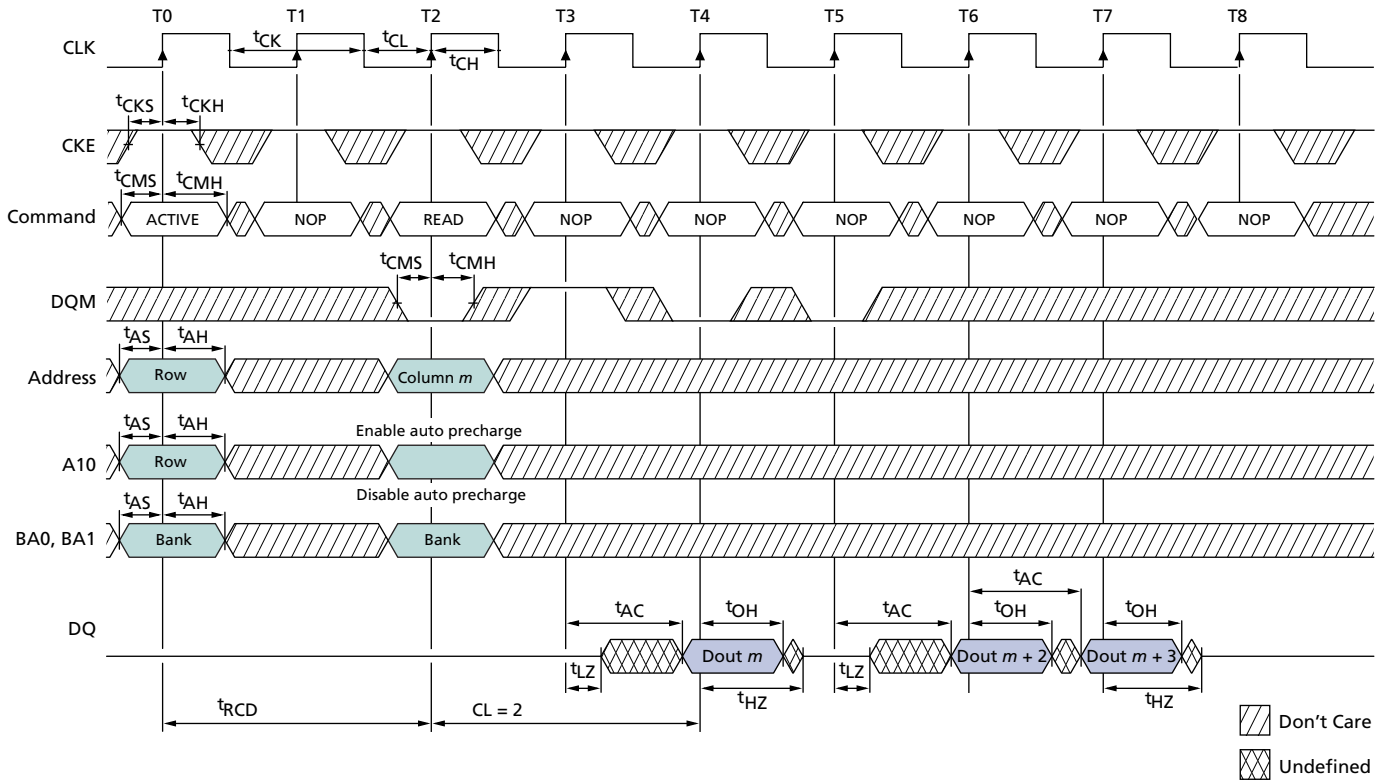 T0 T1 T2 T3 T4 T5 T6 T7 T8
CLK
tCK tCL
tCH
tCKS tCKH
CKE
tCMS tCMH
Command ACTIVE NOP READ NOP NOP NOP NOP NOP NOP
tCMS tCMH
DQM
tAS tAH
Address Row Column m
tAS tAH Enable auto precharge
A10 Row
tAS tAH Disable auto precharge
BA0, BA1 Bank Bank
tAC
tAC tOH tAC tOH tOH
DQ
Dout m Dout m + 2 Dout m + 3
tLZ tHZ tLZ tHZ
tRCD CL = 2
Don't Care
Undefined